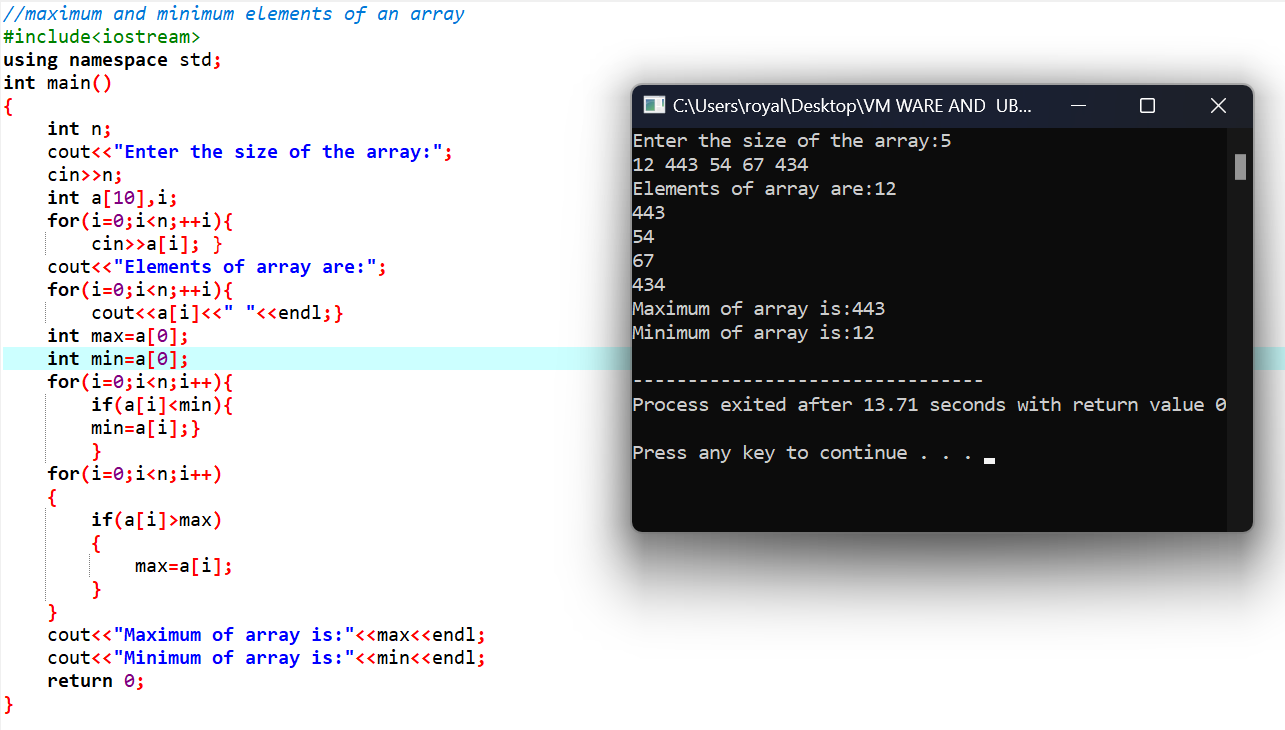 //maximum and minimum elements of an array
#include<iostream>
using namespace std;
int main()
{
    int n;
    cout<<"Enter the size of the array:";
    cin>>n;
    int a[10],i;
    for(i=0;i<n;++i){
        cin>>a[i]; }
    cout<<"Elements of array are:";
    for(i=0;i<n;++i){
        cout<<a[i]<<" "<<endl;}
    int max=a[0];
    int min=a[0];
    for(i=0;i<n;i++){
        if(a[i]<min){
        min=a[i];}
        }
    for(i=0;i<n;i++)
    {
        if(a[i]>max)
        {
            max=a[i];
        }
    }
    cout<<"Maximum of array is:"<<max<<endl;
    cout<<"Minimum of array is:"<<min<<endl;
    return 0;
}
C:\Users\royal\Desktop\VM WARE AND  UB...
Enter the size of the array:5
12 443 54 67 434
Elements of array are:12
443
54
67
434
Maximum of array is:443
Minimum of array is:12
--------------------------------
Process exited after 13.71 seconds with return value 0
Press any key to continue . . .